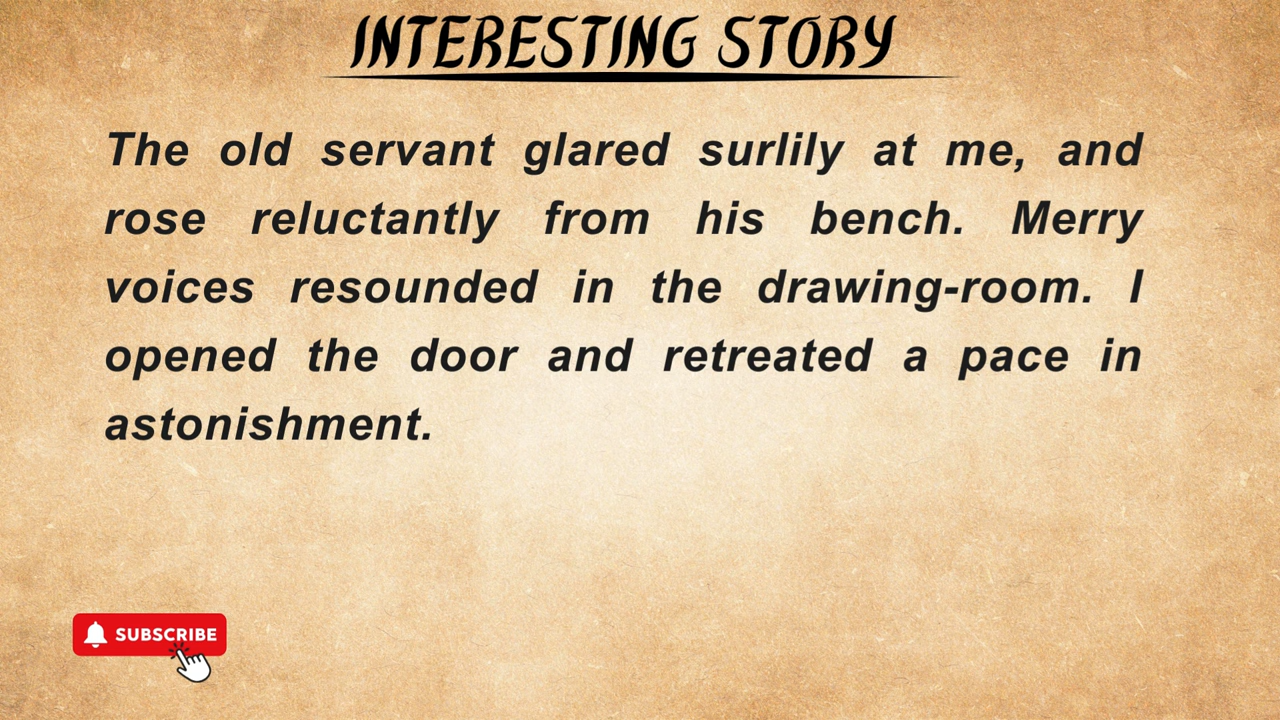 INTERESTING STORY
The old servant glared surlily at me, and
rose reluctantly from his bench. Merry
voices resounded in the drawing-room. I
opened the door and retreated a pace in
astonishment.
SUBSCRIBE